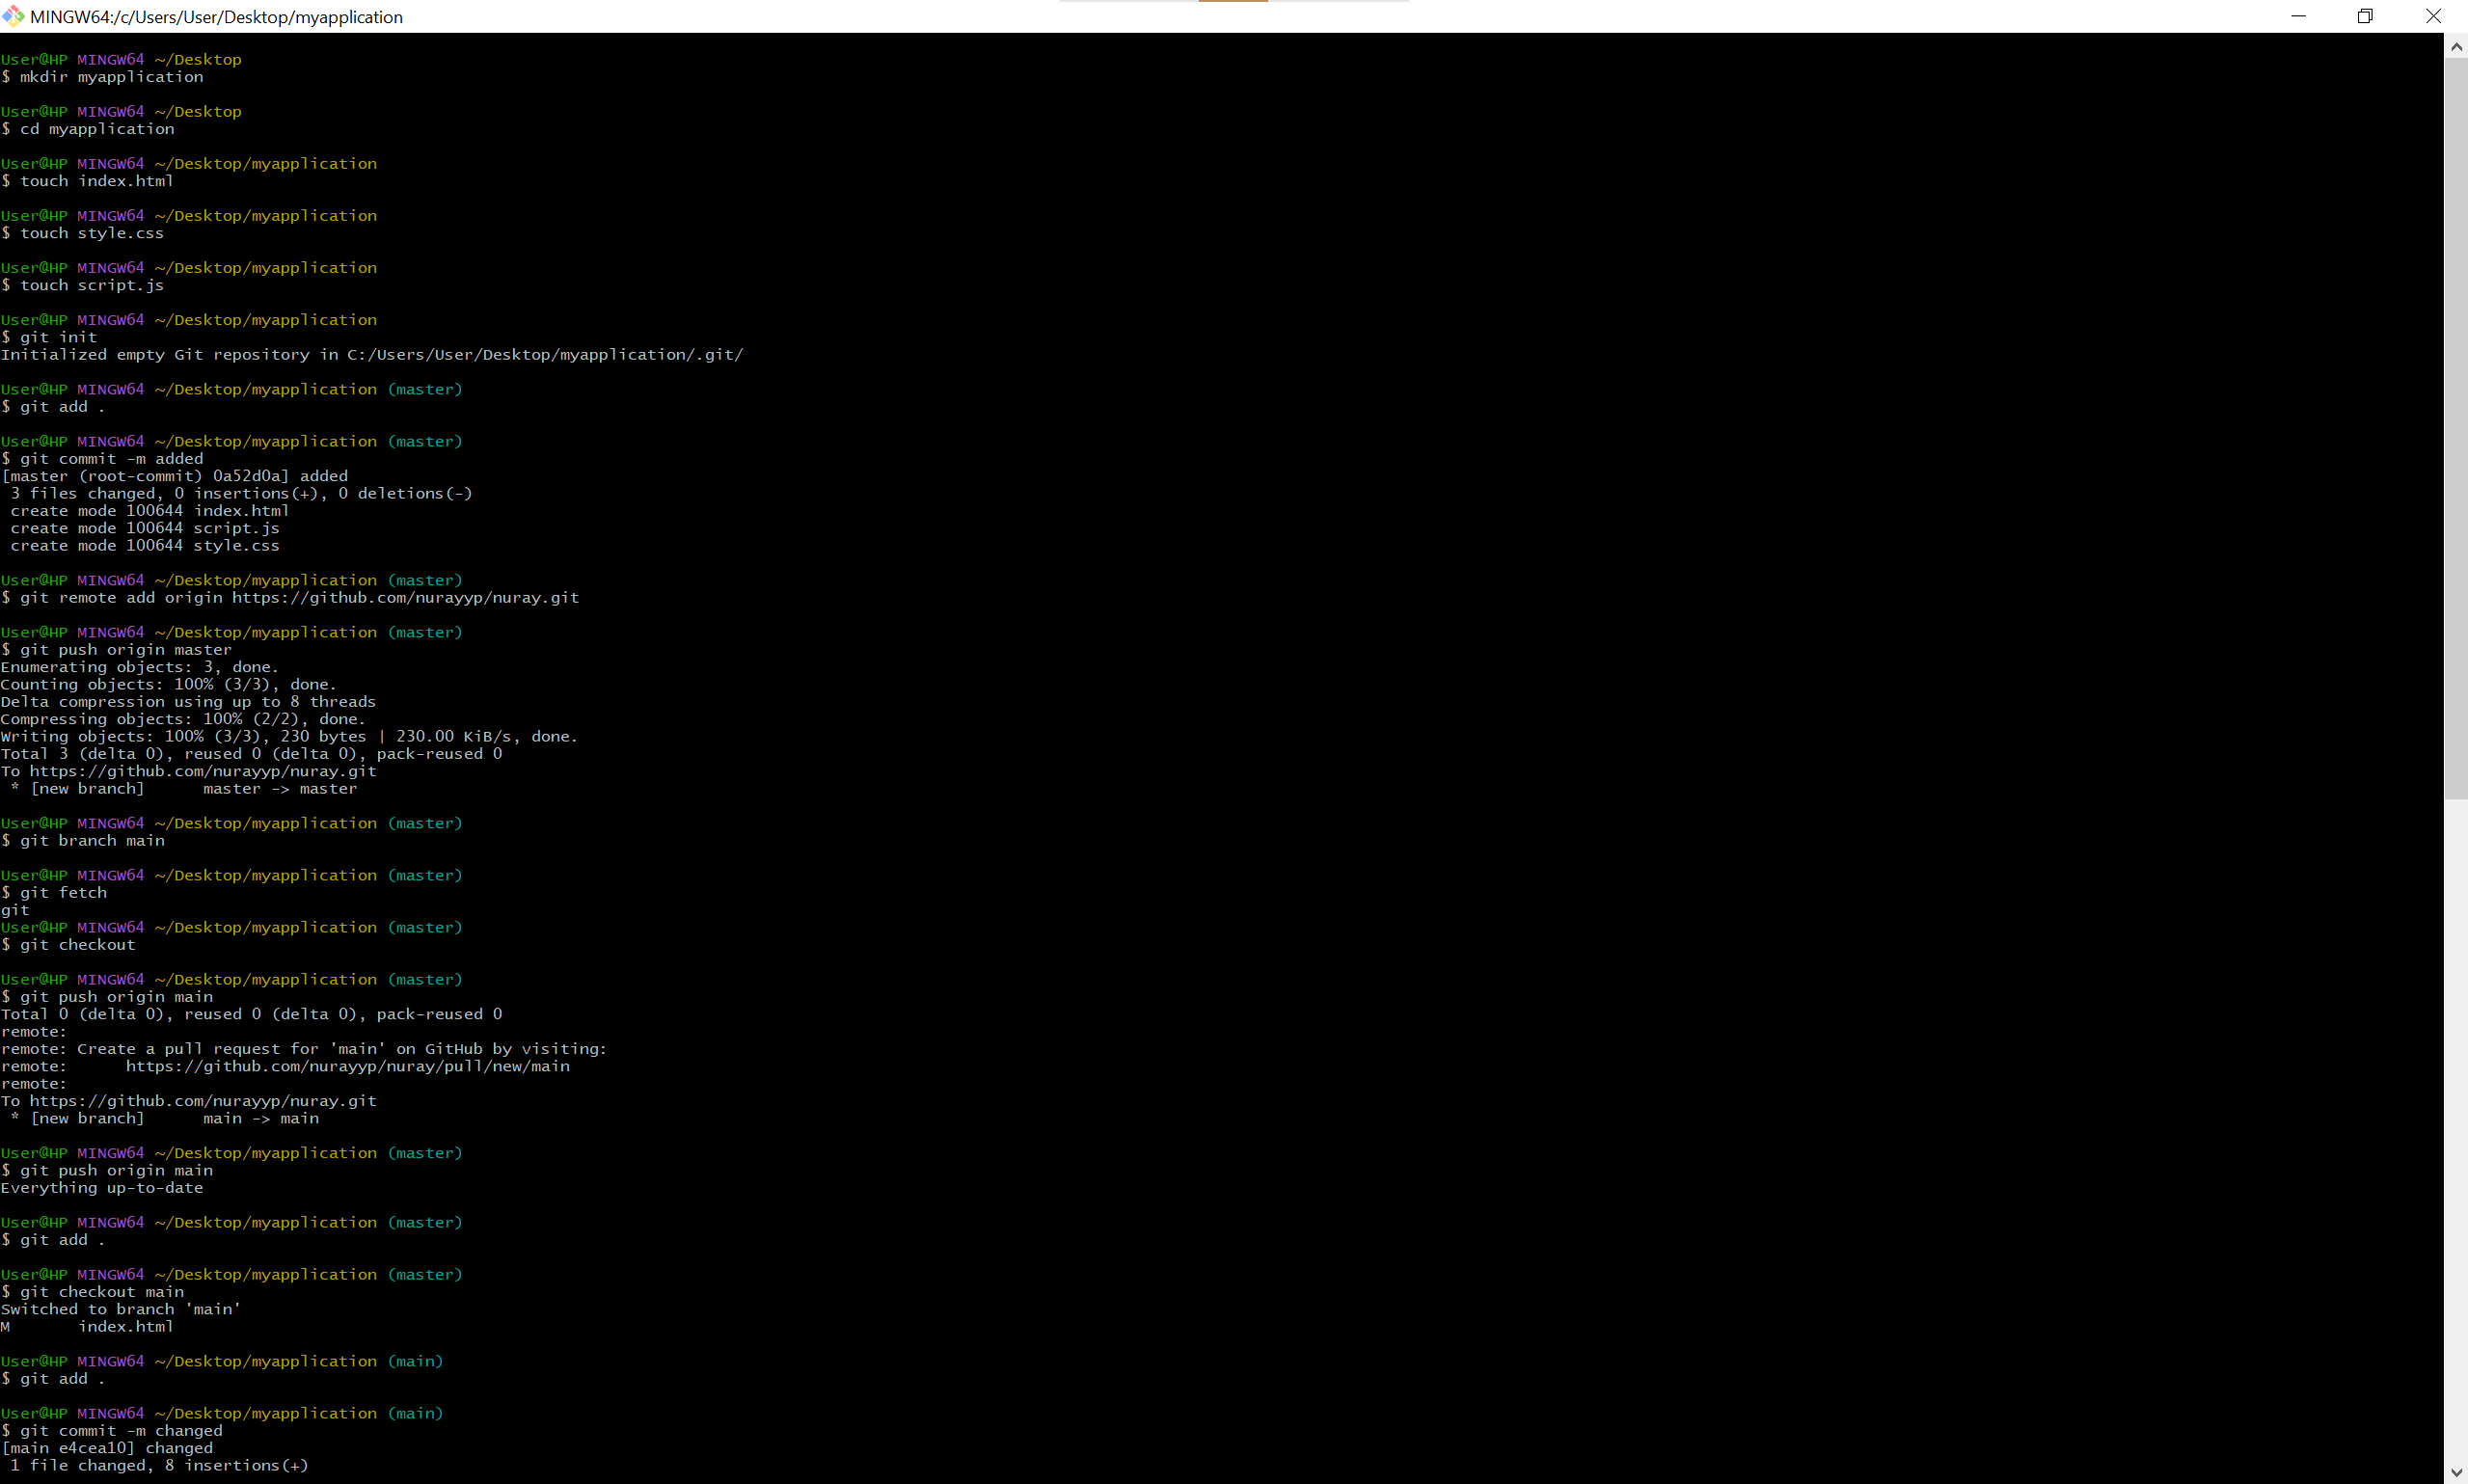 MINGW64:/c/Users/User/Desktop/myapplication
User@HP MINGW64 ~/Desktop
$ mkdir myapplication
User@HP MINGW64 ~/Desktop
$ cd myapplication
User@HP MINGW64 ~/Desktop/myapplication
$ touch index.html
User@HP MINGW64 ~/Desktop/myapplication
$ touch style.css
User@HP MINGW64 ~/Desktop/myapplication
$ touch script.js
User@HP MINGW64 ~/Desktop/myapplication
$ git init
Initialized empty Git repository in C:/Users/User/Desktop/myapplication/.git/
User@HP MINGW64 ~/Desktop/myapplication (master)
$ git add .
User@HP MINGW64 ~/Desktop/myapplication (master)
$ git commit -m added
[master (root-commit) 0a52d0a] added
 3 files changed, 0 insertions(+), 0 deletions(-)
 create mode 100644 index.html
 create mode 100644 script.js
 create mode 100644 style.css
User@HP MINGW64 ~/Desktop/myapplication (master)
$ git remote add origin https://github.com/nurayyp/nuray.git
User@HP MINGW64 ~/Desktop/myapplication (master)
$ git push origin master
Enumerating objects: 3, done.
Counting objects: 100% (3/3), done.
Delta compression using up to 8 threads
Compressing objects: 100% (2/2), done.
Writing objects: 100% (3/3), 230 bytes | 230.00 KiB/s, done.
Total 3 (delta 0), reused 0 (delta 0), pack-reused 0
To https://github.com/nurayyp/nuray.git
 * [new branch]      master -> master
User@HP MINGW64 ~/Desktop/myapplication (master)
$ git branch main
User@HP MINGW64 ~/Desktop/myapplication (master)
$ git fetch
git
User@HP MINGW64 ~/Desktop/myapplication (master)
$ git checkout
User@HP MINGW64 ~/Desktop/myapplication (master)
$ git push origin main
Total 0 (delta 0), reused 0 (delta 0), pack-reused 0
remote:
remote: Create a pull request for 'main' on GitHub by visiting:
remote:      https://github.com/nurayyp/nuray/pull/new/main
remote:
To https://github.com/nurayyp/nuray.git
 * [new branch]      main -> main
User@HP MINGW64 ~/Desktop/myapplication (master)
$ git push origin main
Everything up-to-date
User@HP MINGW64 ~/Desktop/myapplication (master)
$ git add .
User@HP MINGW64 ~/Desktop/myapplication (master)
$ git checkout main
Switched to branch 'main'
M       index.html
User@HP MINGW64 ~/Desktop/myapplication (main)
$ git add .
User@HP MINGW64 ~/Desktop/myapplication (main)
$ git commit -m changed
[main e4cea10] changed
 1 file changed, 8 insertions(+)